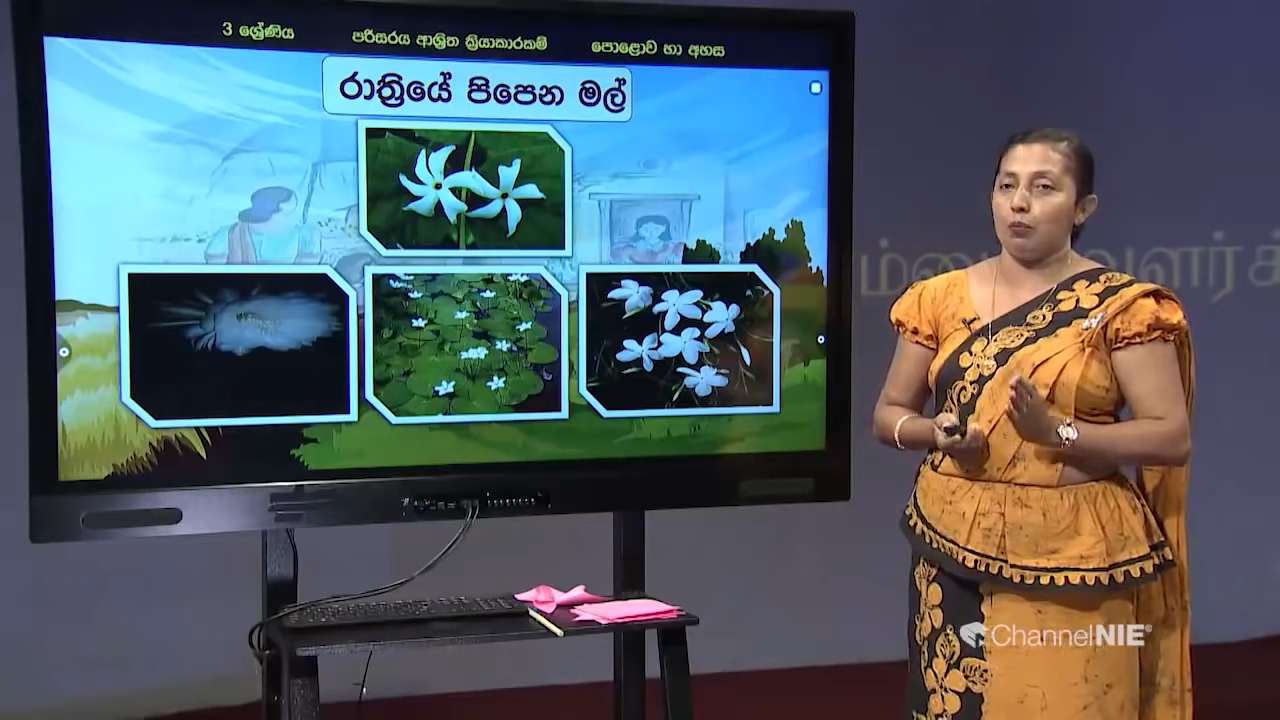 3 ශ්‍රේණිය පරිසරය ආශ්‍රිත ක්‍රියාකාරකම් පොළොව හා අහස
රාත්‍රියේ පිපෙන මල්
ChannelNIE